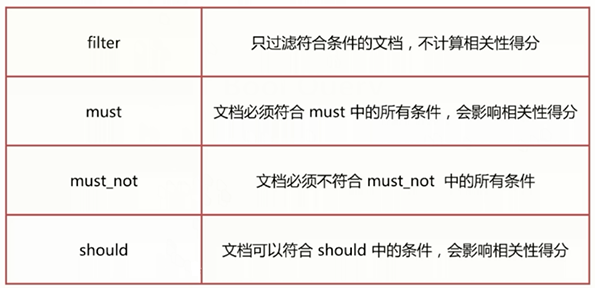 filter 只过滤符合条件的文档，不计算相关性得分
must 文档必须符合 must 中的所有条件，会影响相关性得分
must_not 文档必须不符合 must_not 中的所有条件
should 文档可以符合 should 中的条件，会影响相关性得分